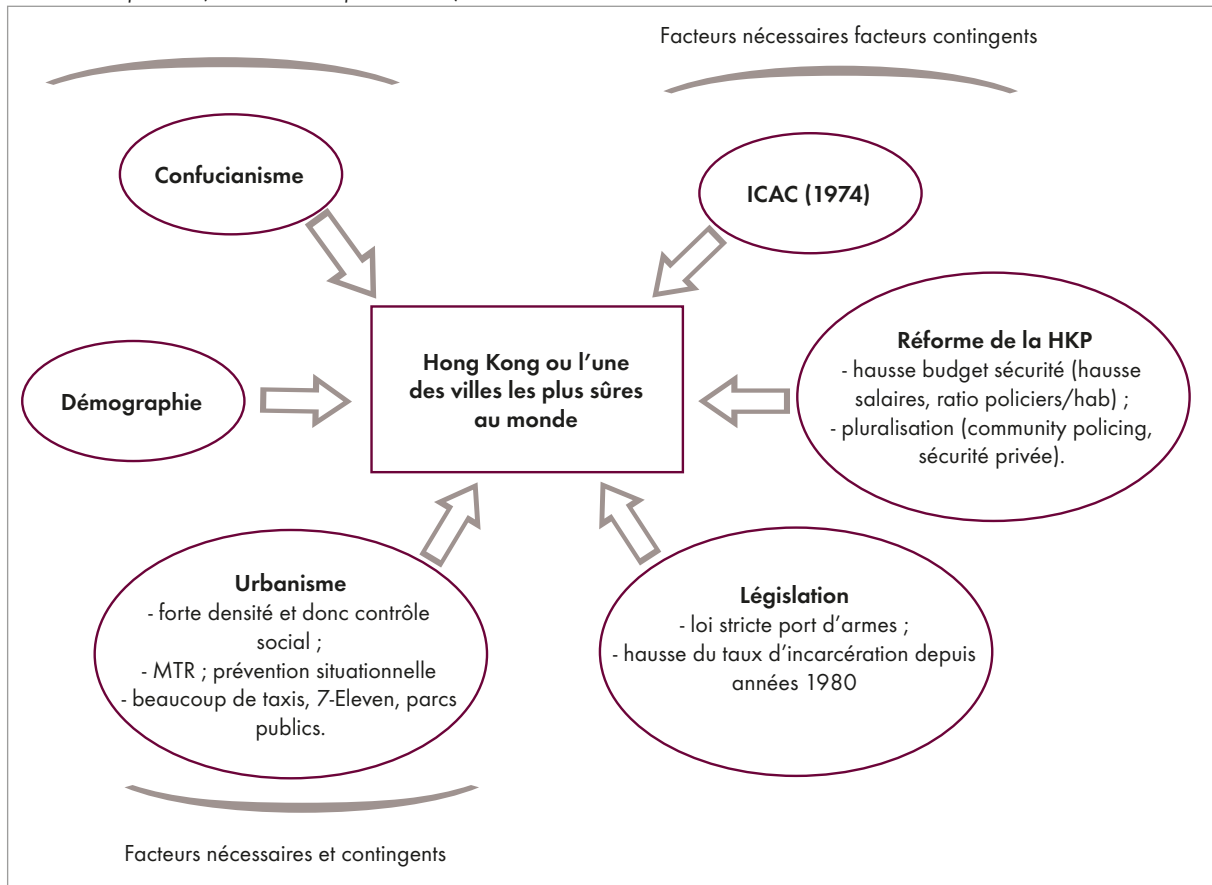 Facteurs nécessaires facteurs contingents
Confucianisme
ICAC (1974)
Hong Kong ou l'une
des villes les plus sûres
au monde
Réforme de la HKP
- hausse budget sécurité (hausse
salaires, ratio policiers/hab) ;
- pluralisation (community policing,
sécurité privée).
Démographie
Urbanisme
- forte densité et donc contrôle
social ;
- MTR ; prévention situationnelle
- beaucoup de taxis, 7-Eleven, parcs
publics.
Législation
- loi stricte port d'armes ;
- hausse du taux d'incarcération depuis
années 1980
Facteurs nécessaires et contingents